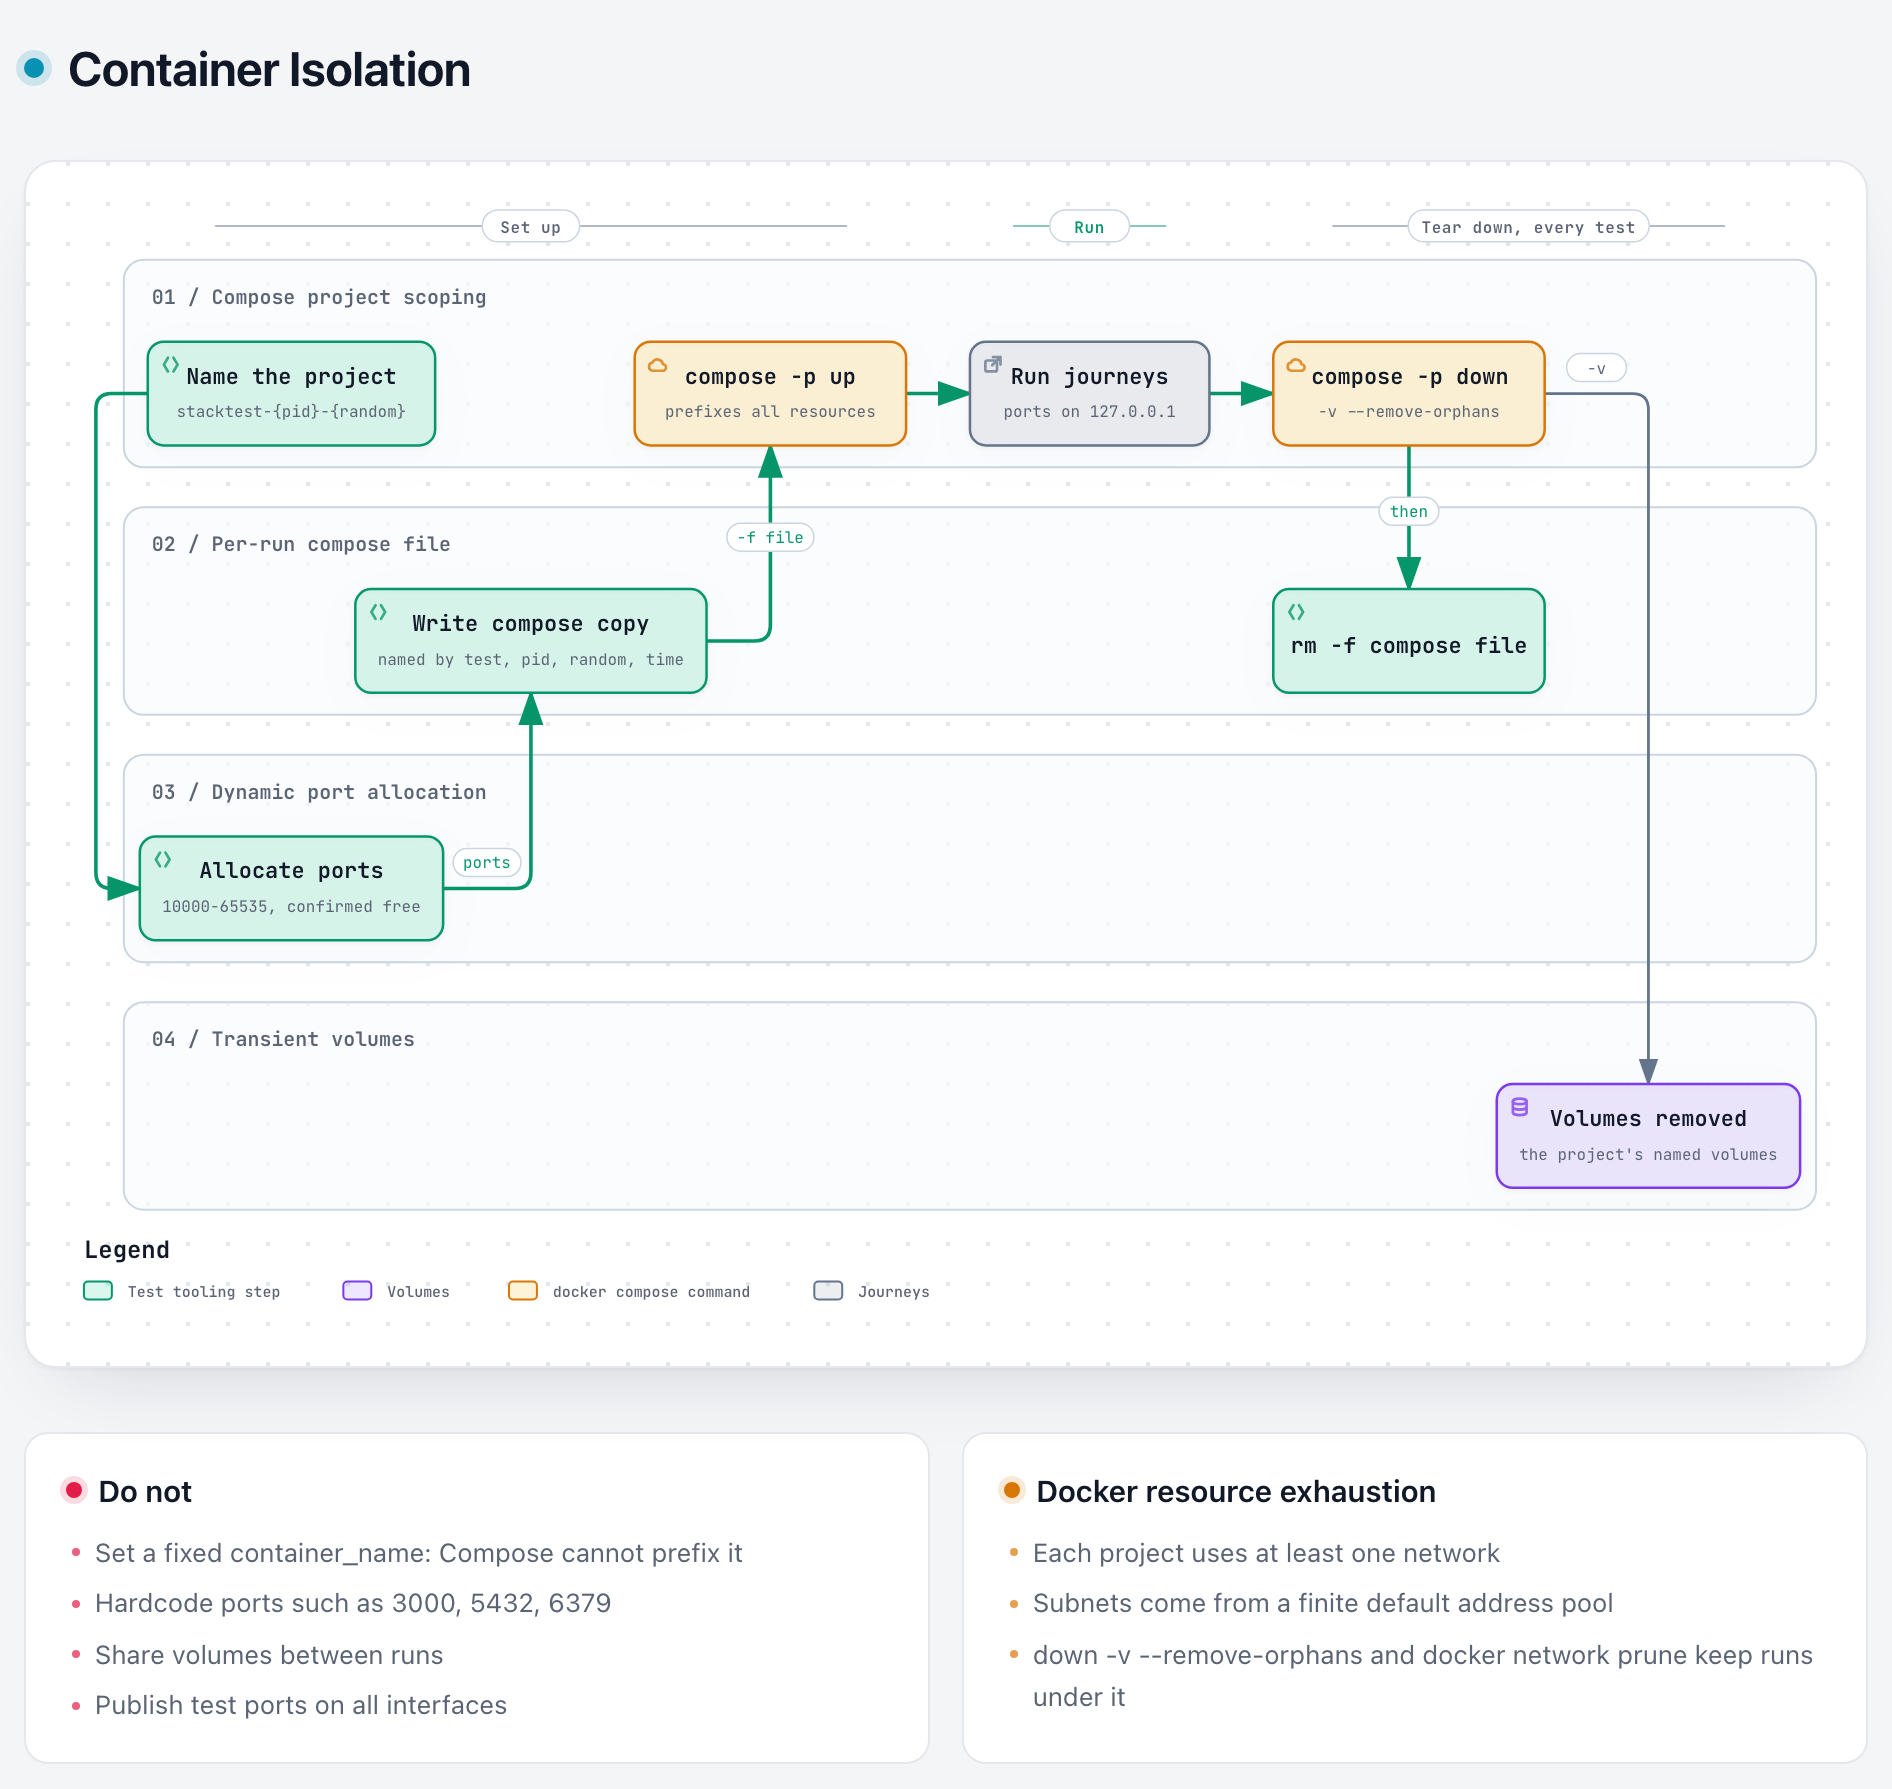 Container Isolation
Set up
Run
Tear down, every test
01 / Compose project scoping
Name the project
stacktest-{pid}-{random}
compose -p up
prefixes all resources
Run journeys
ports on 127.0.0.1
compose -p down
-v --remove-orphans
-v
then
02 / Per-run compose file
-f file
Write compose copy
named by test, pid, random, time
rm -f compose file
03 / Dynamic port allocation
Allocate ports
10000-65535, confirmed free
ports
04 / Transient volumes
Volumes removed
the project's named volumes
Legend
Test tooling step
Volumes
docker compose command
Journeys
Do not
Set a fixed container_name: Compose cannot prefix it
Hardcode ports such as 3000, 5432, 6379
Share volumes between runs
Publish test ports on all interfaces
Docker resource exhaustion
Each project uses at least one network
Subnets come from a finite default address pool
down -v --remove-orphans and docker network prune keep runs
under it